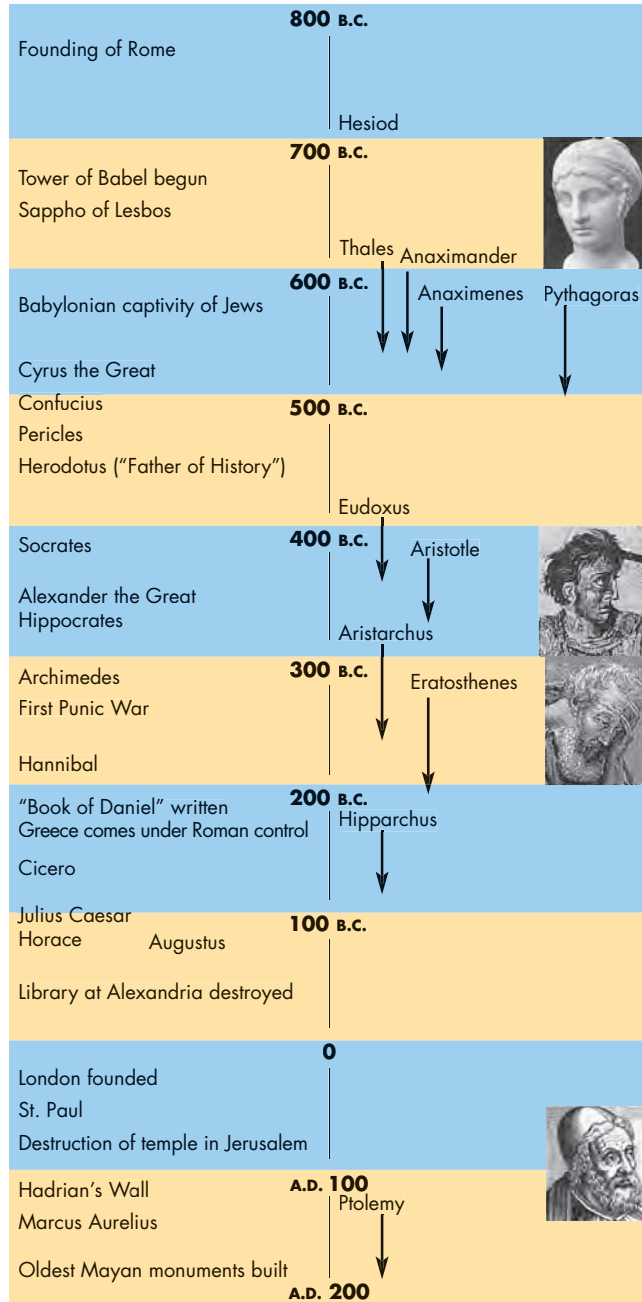 800 B.C.
Founding of Rome
Hesiod
700 B.C.
Tower of Babel begun
Sappho of Lesbos
Thales
Anaximander
600 B.C.
Anaximenes
Pythagoras
Babylonian captivity of Jews
Cyrus the Great
Confucius
500 B.C.
Pericles
Herodotus (“Father of History”)
Eudoxus
400 B.C.
Socrates
Aristotle
Alexander the Great
Hippocrates
Aristarchus
300 B.C.
Archimedes
Eratosthenes
First Punic War
Hannibal
200 B.C.
“Book of Daniel” written
Greece comes under Roman control
Hipparchus
Cicero
Julius Caesar
100 B.C.
Horace
Augustus
Library at Alexandria destroyed
0
London founded
St. Paul
Destruction of temple in Jerusalem
A.D. 100
Hadrian’s Wall
Ptolemy
Marcus Aurelius
Oldest Mayan monuments built
A.D. 200